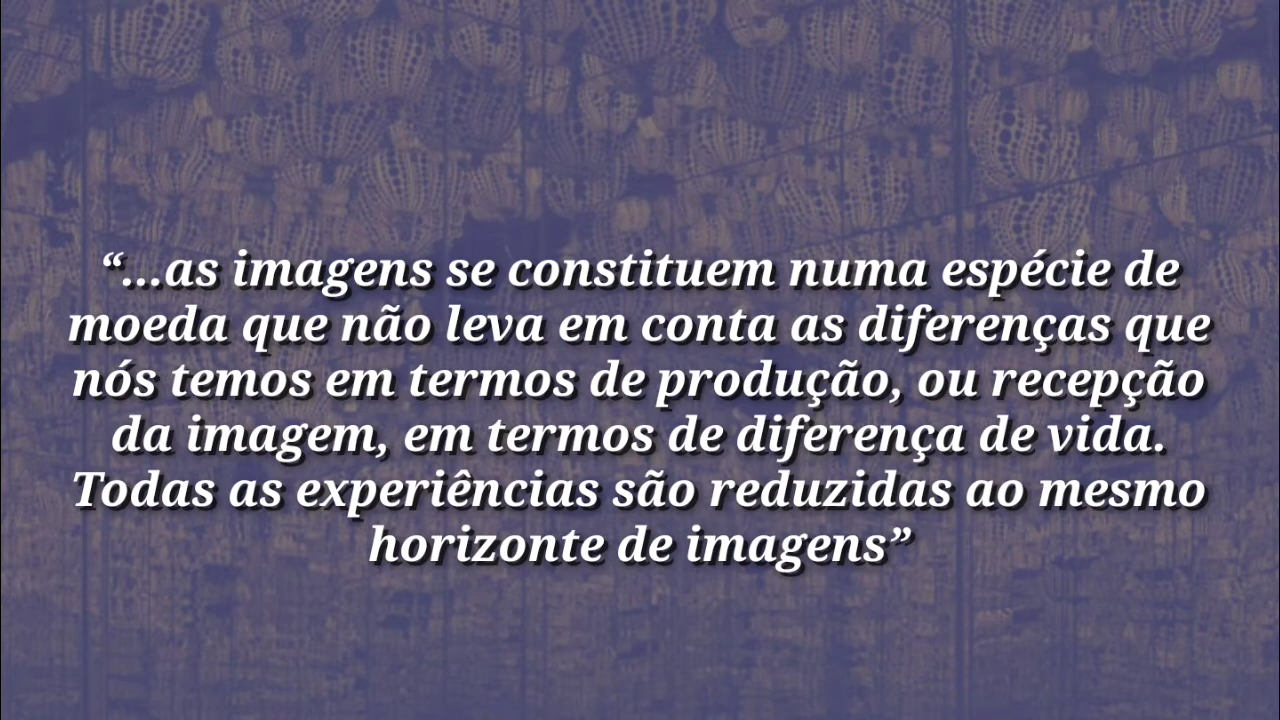 “...as imagens se constituem numa espécie de
moeda que não leva em conta as diferenças que
nós temos em termos de produção, ou recepção
da imagem, em termos de diferença de vida.
Todas as experiências são reduzidas ao mesmo
horizonte de imagens”